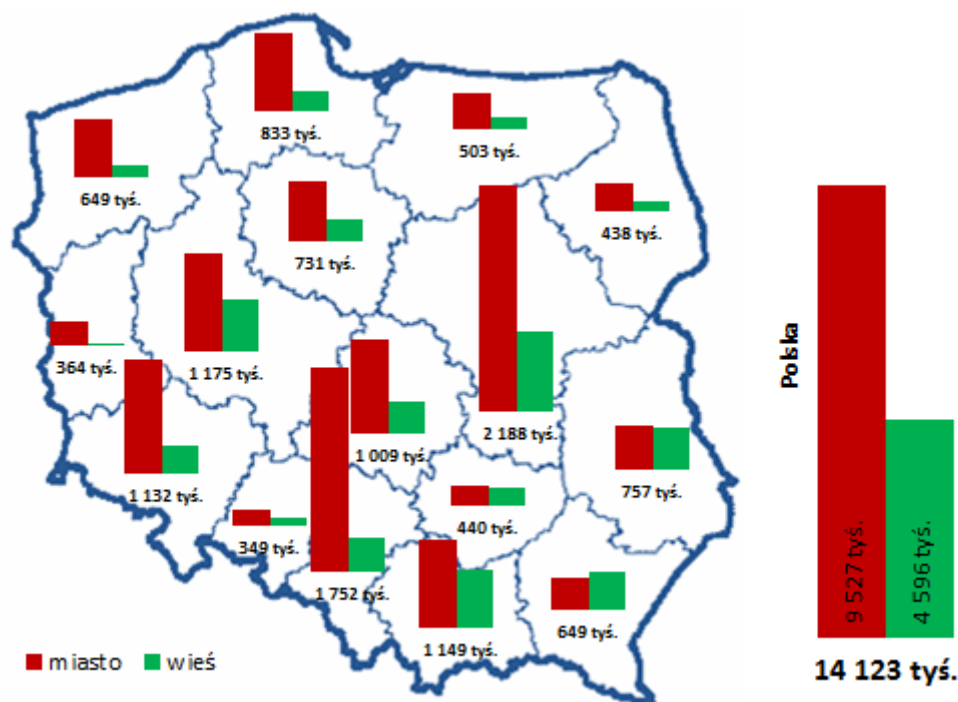 833 tyś.
503 tyś.
649 tyś.
438 tyś.
731 tyś.
364 tyś.
1 175 tyś.
2 188 tyś.
1 009 tyś.
1 132 tyś.
757 tyś.
440 tyś.
349 tyś.
1 752 tyś.
649 tyś.
1 149 tyś.
miasto
wieś
Polska
9 527 tyś.
4 596 tyś.
14 123 tyś.